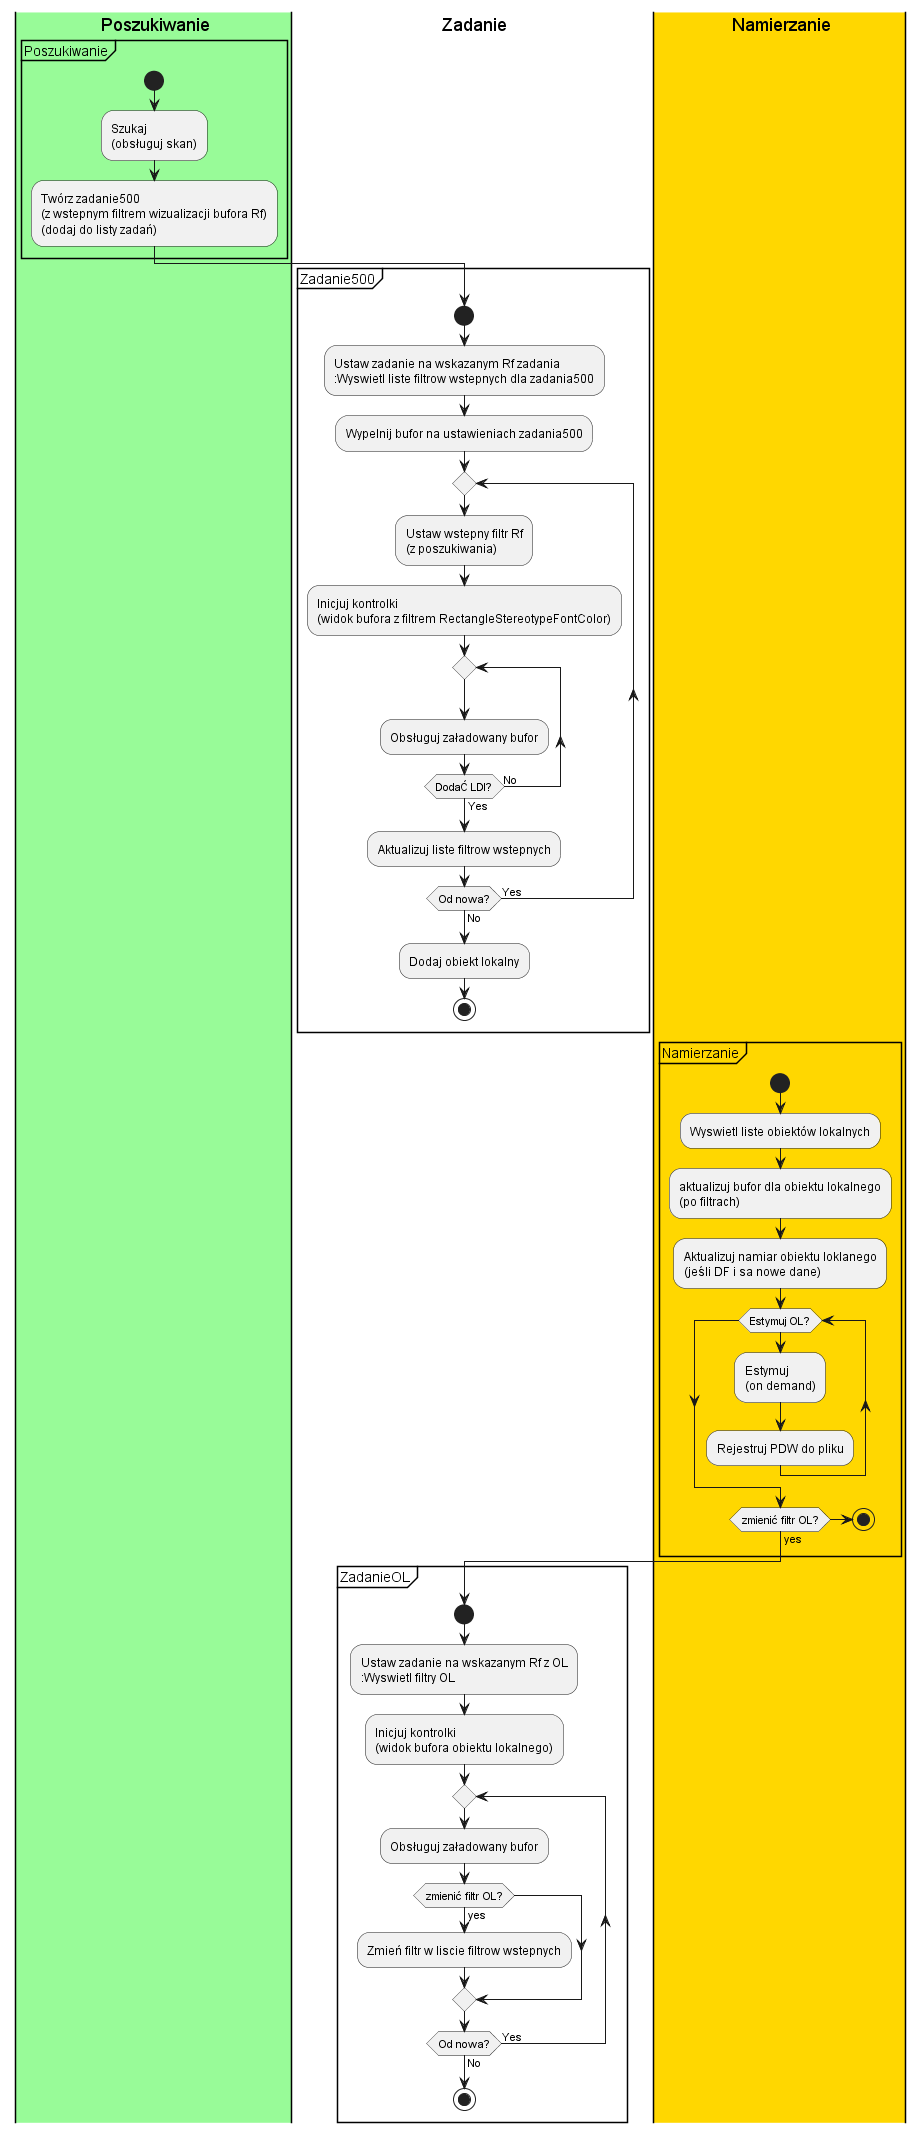 Poszukiwanie
Zadanie
Namierzanie
Poszukiwanie
Szukaj
(obsługuj skan)
Twórz zadanie500
(z wstepnym filtrem wizualizacji bufora Rf)
(dodaj do listy zadań)
Zadanie500
Ustaw zadanie na wskazanym Rf zadania
:Wyswietl liste filtrow wstepnych dla zadania500
Wypelnij bufor na ustawieniach zadania500
Ustaw wstepny filtr Rf
(z poszukiwania)
Inicjuj kontrolki
(widok bufora z filtrem RectangleStereotypeFontColor)
Obsługuj załadowany bufor
DodaĆ LDI?
No
Yes
Aktualizuj liste filtrow wstepnych
Od nowa?
Yes
No
Dodaj obiekt lokalny
Namierzanie
Wyswietl liste obiektów lokalnych
aktualizuj bufor dla obiektu lokalnego
(po filtrach)
Aktualizuj namiar obiektu loklanego
(jeśli DF i sa nowe dane)
Estymuj OL?
Estymuj
(on demand)
Rejestruj PDW do pliku
zmienić filtr OL?
yes
ZadanieOL
Ustaw zadanie na wskazanym Rf z OL
:Wyswietl filtry OL
Inicjuj kontrolki
(widok bufora obiektu lokalnego)
Obsługuj załadowany bufor
zmienić filtr OL?
yes
Zmień filtr w liscie filtrow wstepnych
Od nowa?
Yes
No